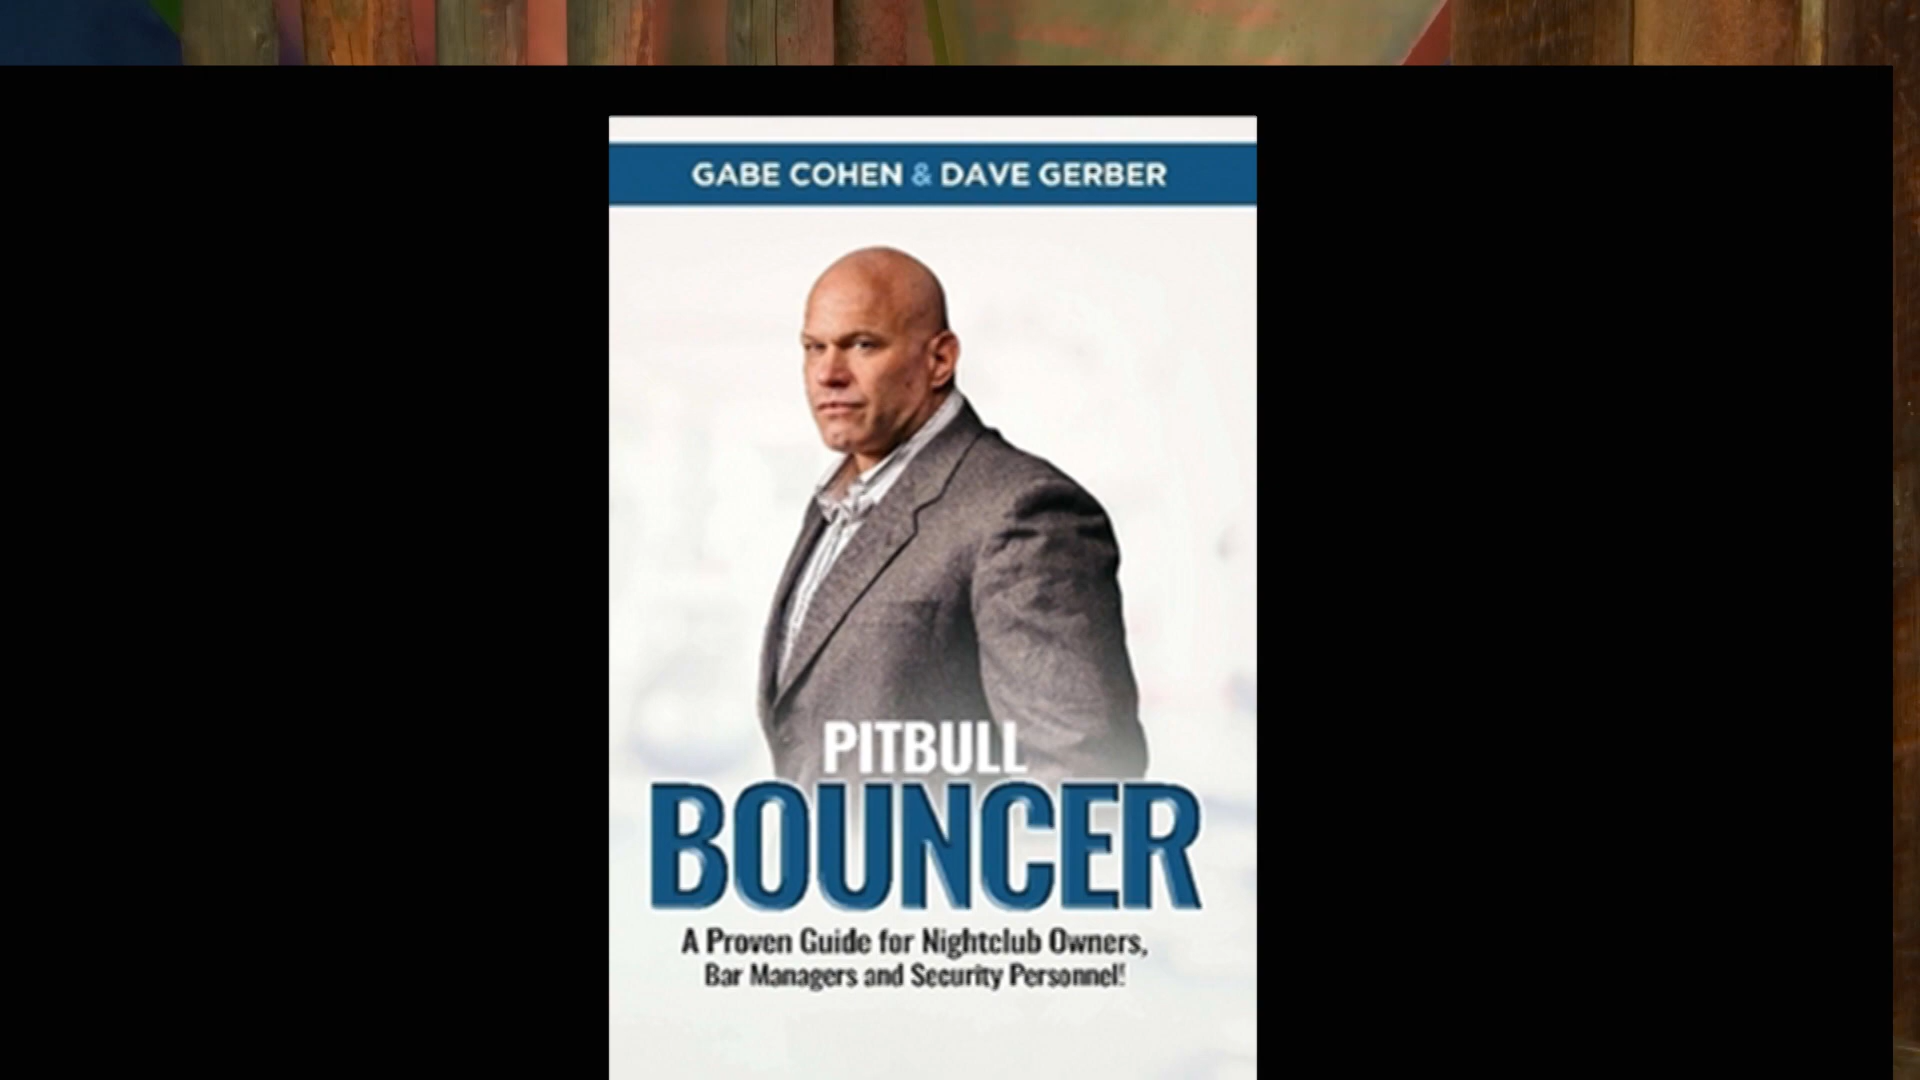 GABE COHEN & DAVE GERBER
PITBULL
BOUNCER
A Proven Guide for Nightclub Owners,
Bar Managers and Security Personnel!